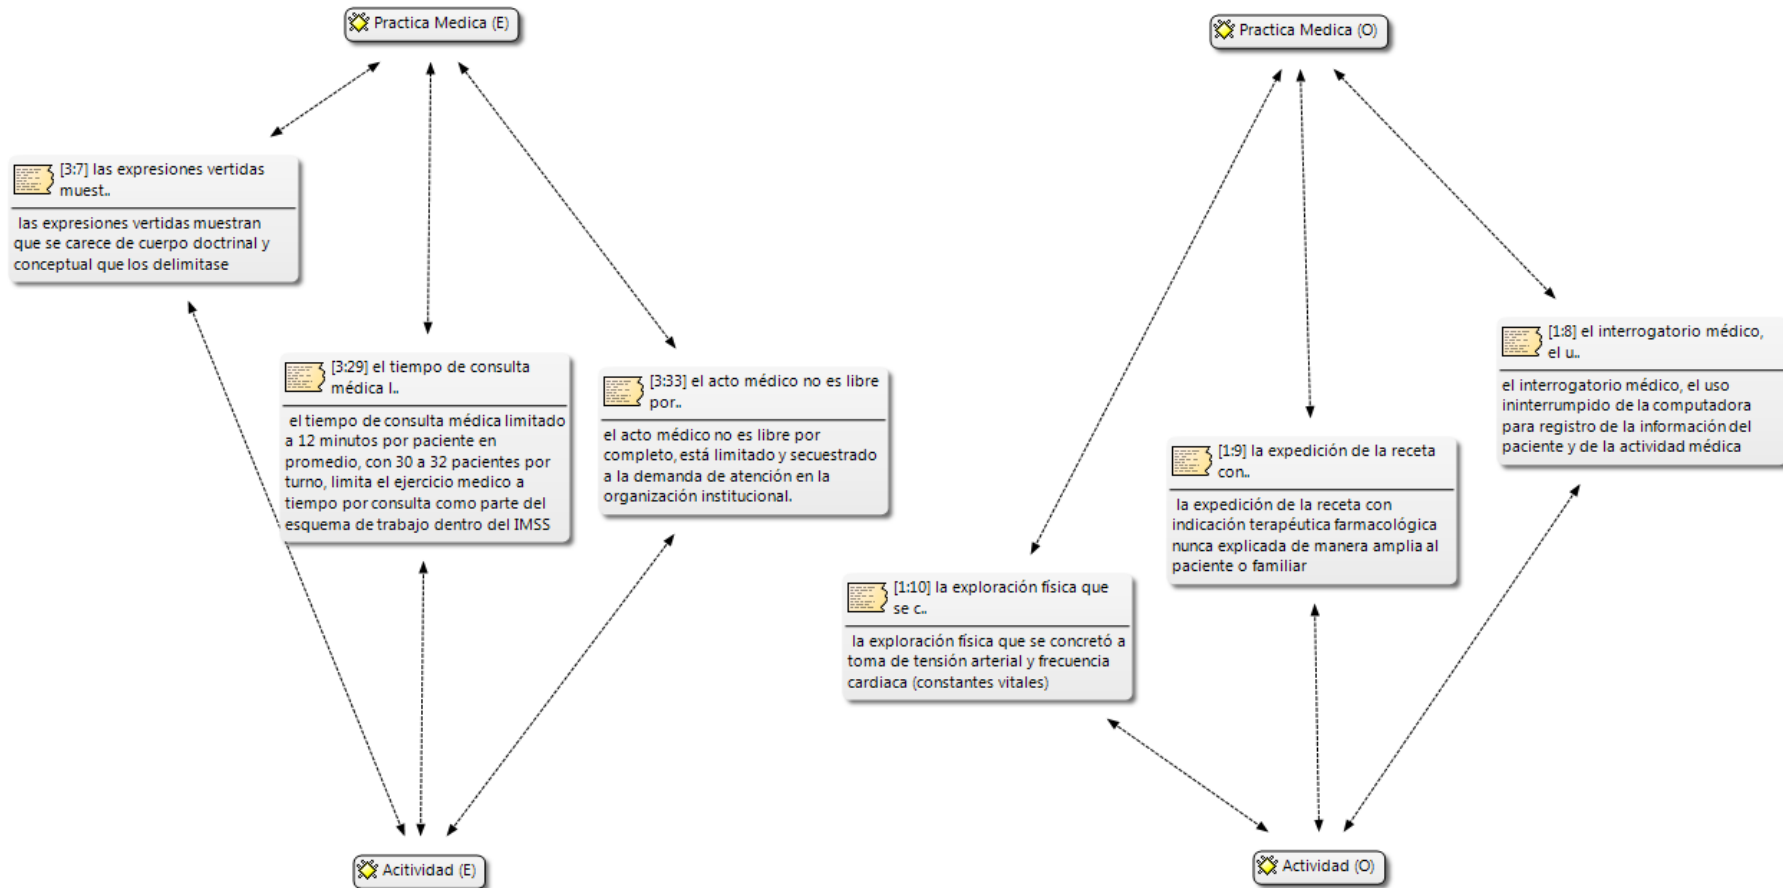 Practica Medica (E)
[3:7] las expresiones vertidas
muest..
las expresiones vertidas muestran
que se carece de cuerpo doctrinal y
conceptual que los delimitase
[3:29] el tiempo de consulta
médica l..
el tiempo de consulta médica limitado
a 12 minutos por paciente en
promedio, con 30 a 32 pacientes por
turno, limita el ejercicio medico a
tiempo por consulta como parte del
esquema de trabajo dentro del IMSS
[3:33] el acto médico no es libre
por..
el acto médico no es libre por
completo, está limitado y secuestrado
a la demanda de atención en la
organización institucional.
Acitividad (E)
Practica Medica (O)
[1:10] la exploración física que
se c..
la exploración física que se concretó a
toma de tensión arterial y frecuencia
cardiaca (constantes vitales)
[1:9] la expedición de la receta
con..
la expedición de la receta con
indicación terapéutica farmacológica
nunca explicada de manera amplia al
paciente o familiar
[1:8] el interrogatorio médico,
el u..
el interrogatorio médico, el uso
ininterrumpido de la computadora
para registro de la información del
paciente y de la actividad médica
Actividad (O)